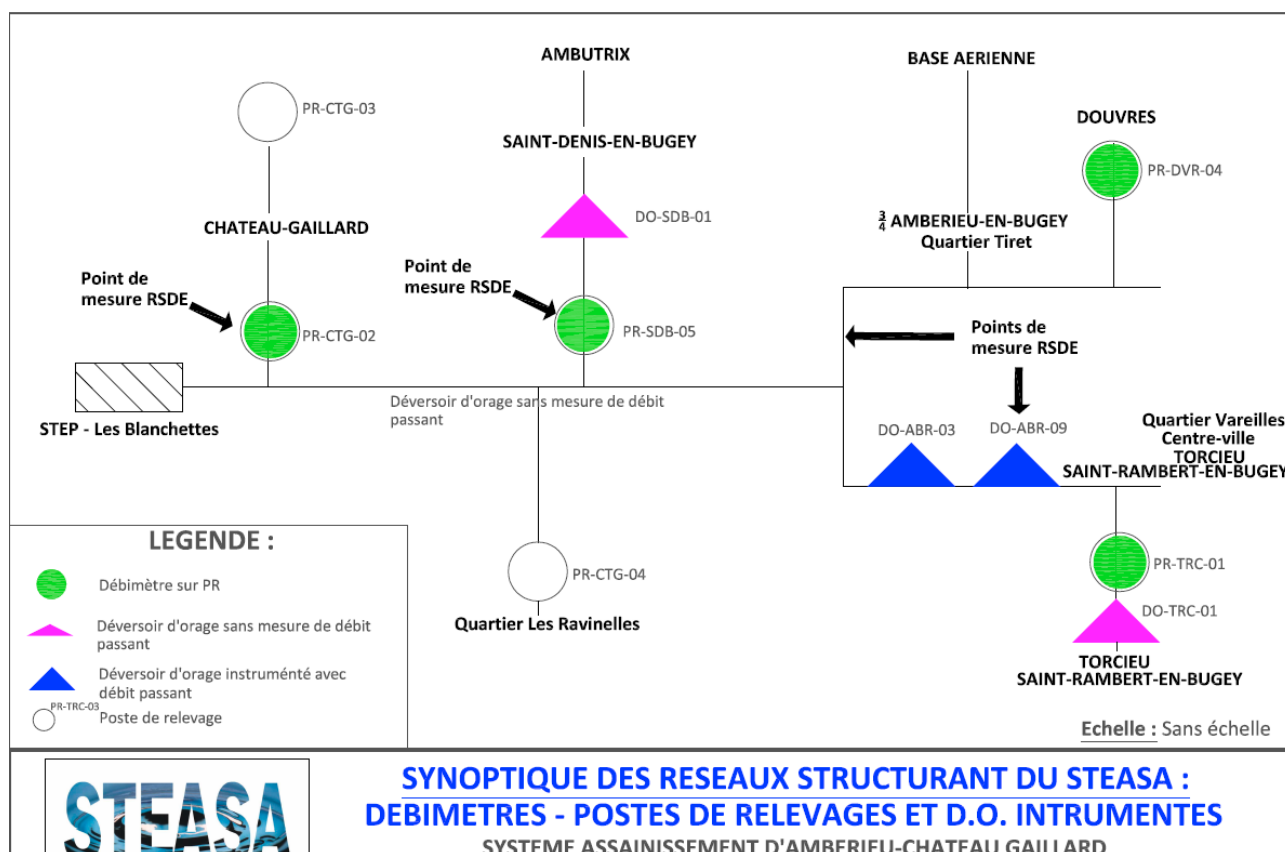 AMBUTRIX
BASE AERIENNE
PR-CTG-03
DOUVRES
SAINT-DENIS-EN-BUGEY
PR-DVR-04
DO-SDB-01
CHATEAU-GAILLARD
3/4 AMBERIEU-EN-BUGEY
Quartier Tiret
Point de
mesure RSDE
Point de
mesure RSDE
PR-CTG-02
PR-SDB-05
Points de
mesure RSDE
STEP - Les Blanchettes
Déversoir d'orage sans mesure de débit
passant
DO-ABR-03
DO-ABR-09
Quartier Vareilles
Centre-ville
TORCIEU
SAINT-RAMBERT-EN-BUGEY
PR-CTG-04
Quartier Les Ravinelles
PR-TRC-01
DO-TRC-01
TORCIEU
SAINT-RAMBERT-EN-BUGEY
LEGENDE :
Débimètre sur PR
Déversoir d'orage sans mesure de débit
passant
Déversoir d'orage instruménté avec
débit passant
PR-TRC-03
Poste de relevage
Echelle : Sans échelle
STEASA
SYNOPTIQUE DES RESEAUX STRUCTURANT DU STEASA :
DEBIMETRES - POSTES DE RELEVAGES ET D.O. INTRUMENTES
SYSTEME ASSAINISSEMENT D'AMBERIEU-CHATEAU GAILLARD